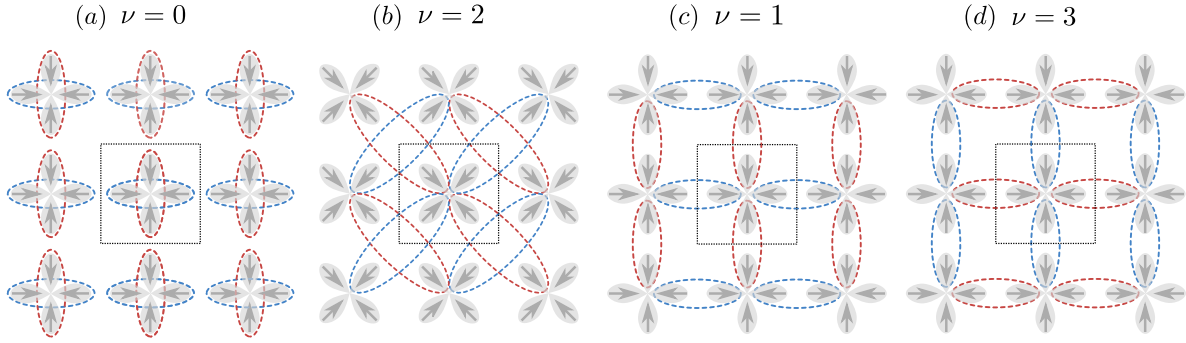 (a) ν = 0
(b) ν = 2
(c) ν = 1
(d) ν = 3